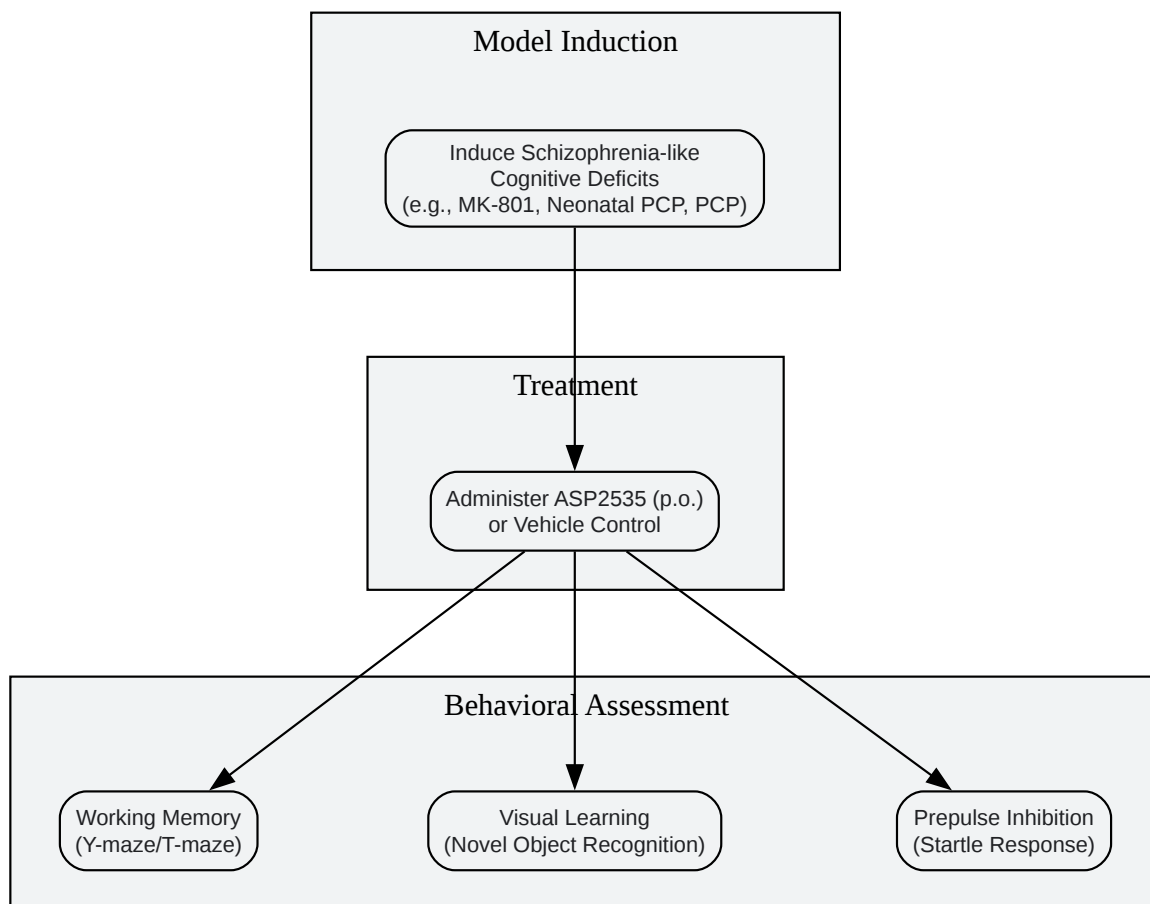 Model Induction
Induce Schizophrenia-like
Cognitive Deficits
(e.g., MK-801, Neonatal PCP, PCP)
Treatment
Administer ASP2535 (p.o.)
or Vehicle Control
Behavioral Assessment
Working Memory
(Y-maze/T-maze)
Visual Learning
(Novel Object Recognition)
Prepulse Inhibition
(Startle Response)